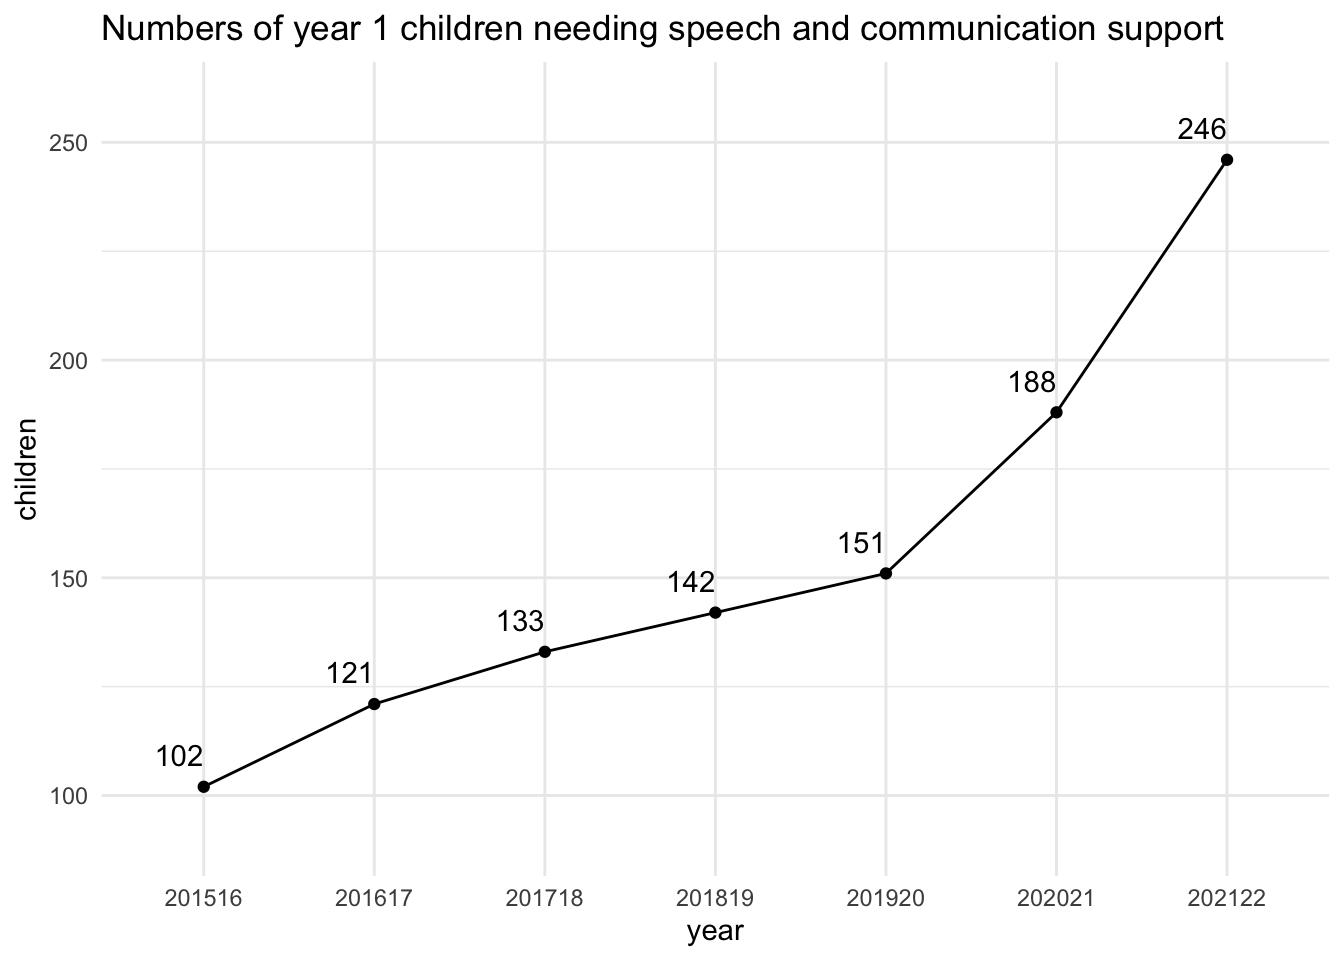 Numbers of year 1 children needing speech and communication support
250
200
150
100
children
102
121
133
142
151
188
246
201516 201617 201718 201819 201920 202021 202122
year